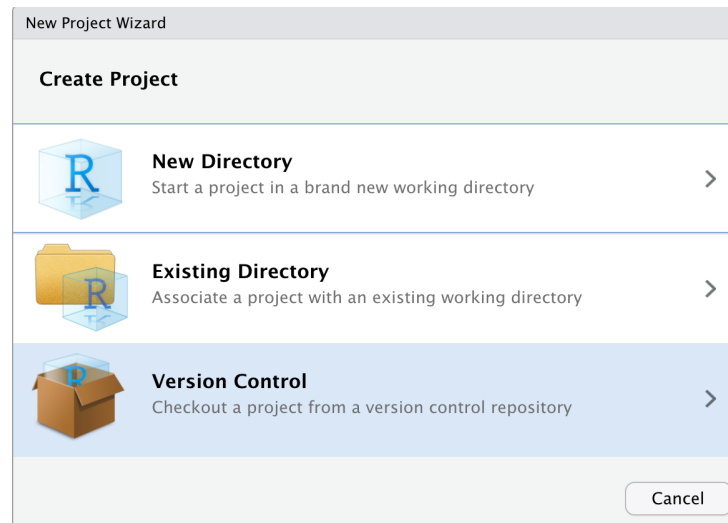 New Project Wizard
Create Project
R
New Directory
Start a project in a brand new working directory
R
Existing Directory
Associate a project with an existing working directory
R
Version Control
Checkout a project from a version control repository
Cancel